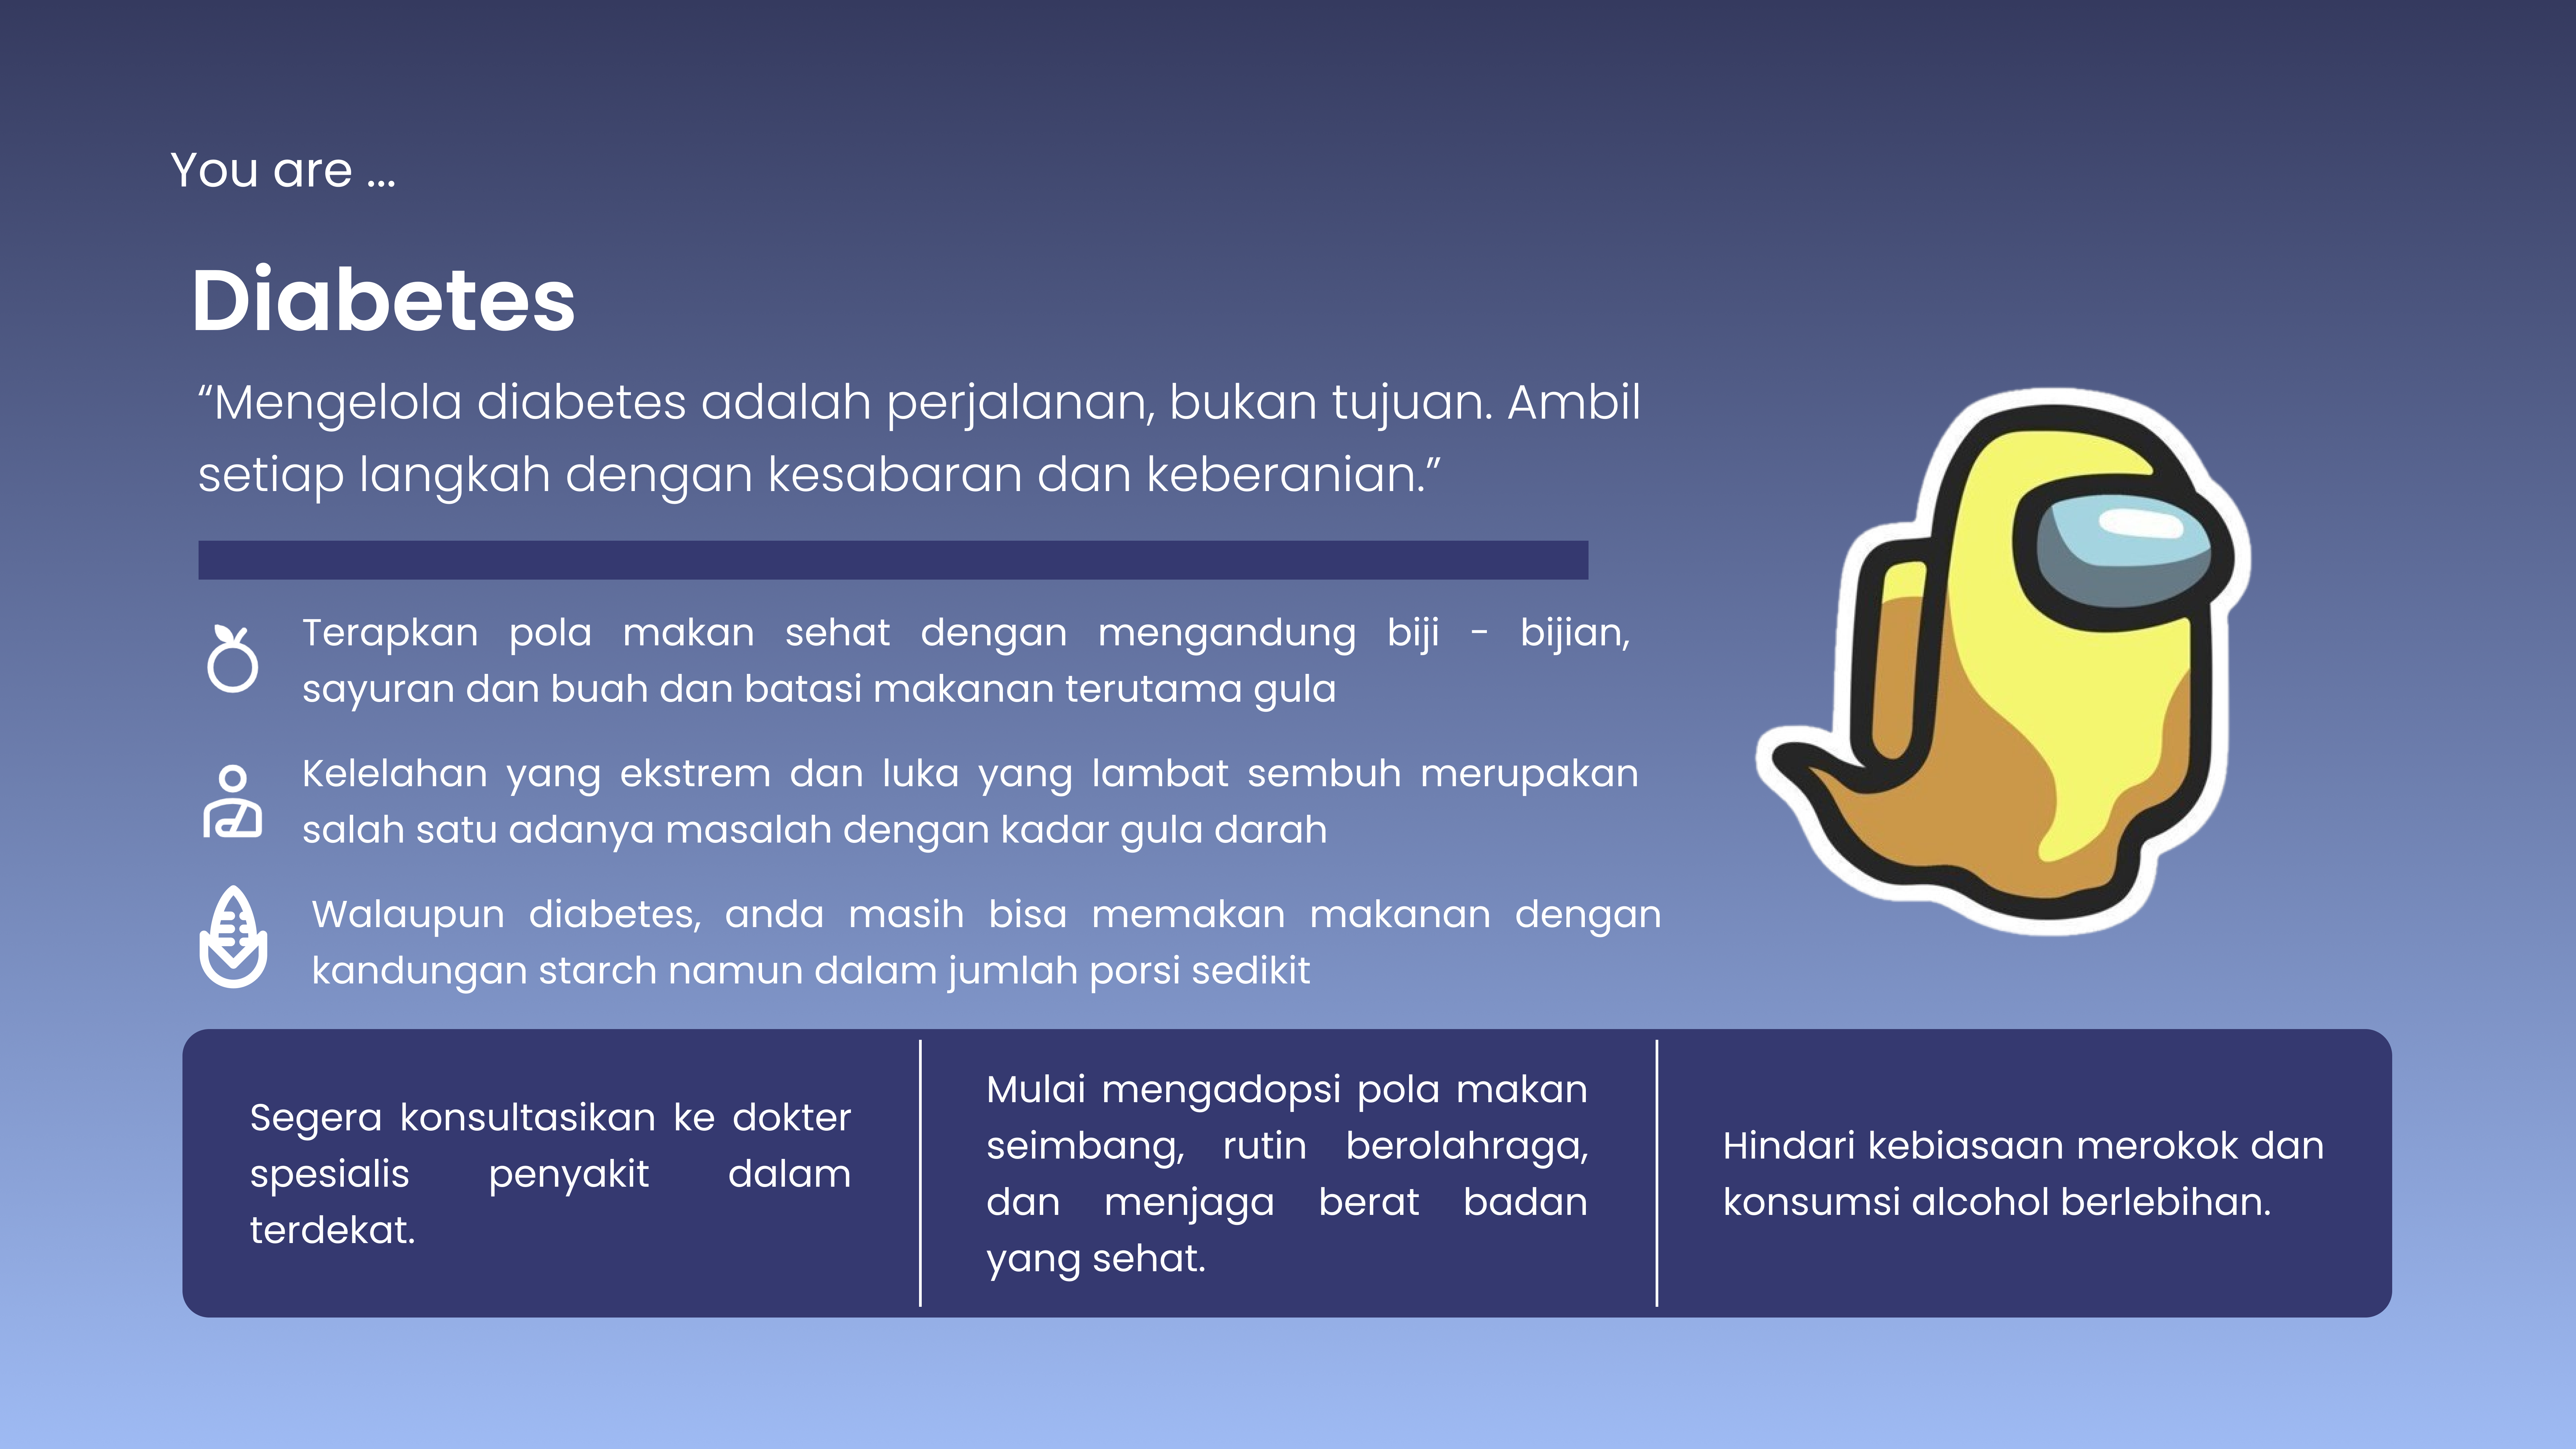 You are ...
Diabetes
“Mengelola diabetes adalah perjalanan, bukan tujuan. Ambil
setiap langkah dengan kesabaran dan keberanian.”
Terapkan pola makan sehat dengan mengandung biji - bijian,
sayuran dan buah dan batasi makanan terutama gula
Kelelahan yang ekstrem dan luka yang lambat sembuh merupakan
salah satu adanya masalah dengan kadar gula darah
Walaupun diabetes, anda masih bisa memakan makanan dengan
kandungan starch namun dalam jumlah porsi sedikit
Segera konsultasikan ke dokter
spesialis penyakit dalam
terdekat.
Mulai mengadopsi pola makan
seimbang, rutin berolahraga,
dan menjaga berat badan
yang sehat.
Hindari kebiasaan merokok dan
konsumsi alcohol berlebihan.